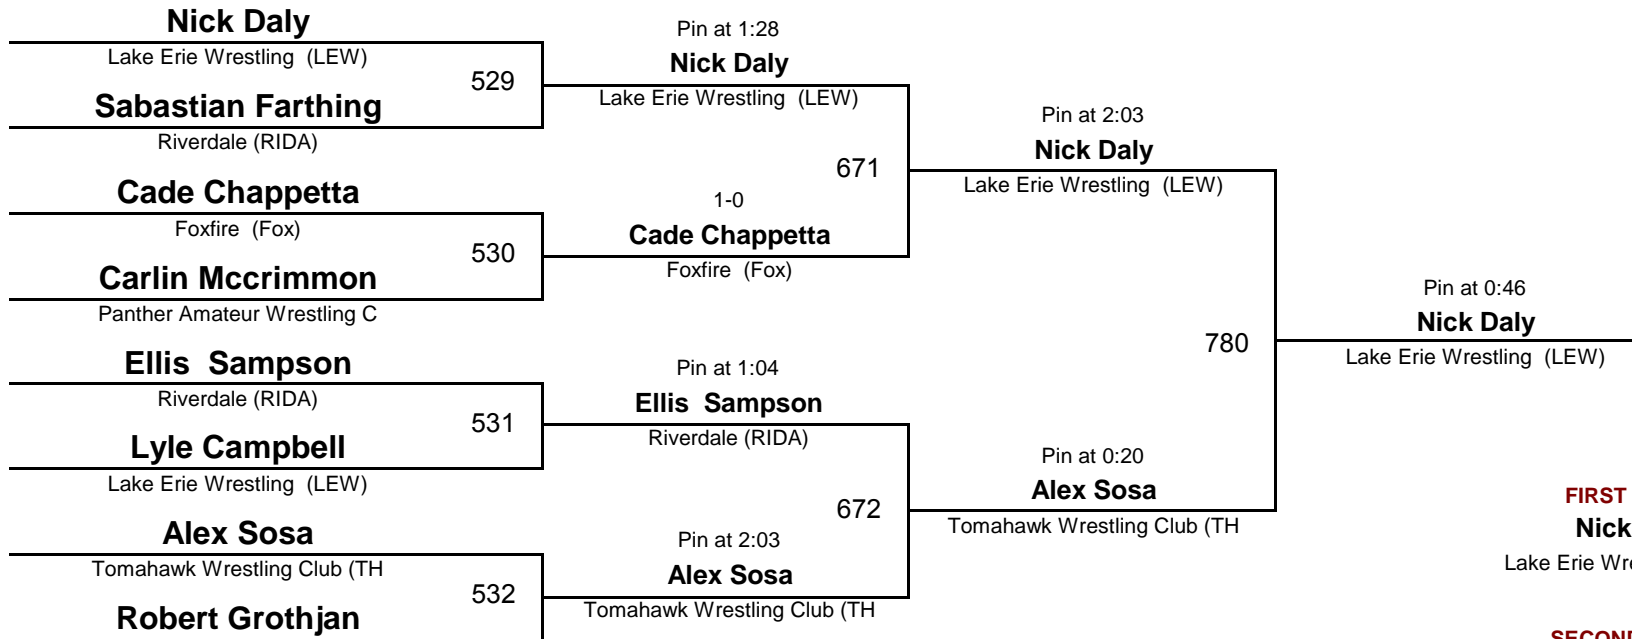 Nick Daly
Lake Erie Wrestling  (LEW)
529
Sabastian Farthing
Riverdale (RIDA)
Cade Chappetta
Foxfire  (Fox)
530
Carlin Mccrimmon
Panther Amateur Wrestling C
Ellis  Sampson
Riverdale (RIDA)
531
Lyle Campbell
Lake Erie Wrestling  (LEW)
Alex Sosa
Tomahawk Wrestling Club (TH
532
Robert Grothjan
Pin at 1:28
Nick Daly
Lake Erie Wrestling  (LEW)
671
1-0
Cade Chappetta
Foxfire  (Fox)
Pin at 1:04
Ellis  Sampson
Riverdale (RIDA)
672
Pin at 2:03
Alex Sosa
Tomahawk Wrestling Club (TH
Pin at 2:03
Nick Daly
Lake Erie Wrestling  (LEW)
780
Pin at 0:20
Alex Sosa
Tomahawk Wrestling Club (TH
Pin at 0:46
Nick Daly
Lake Erie Wrestling  (LEW)
FIRST
Nick
Lake Erie Wre
SECOND